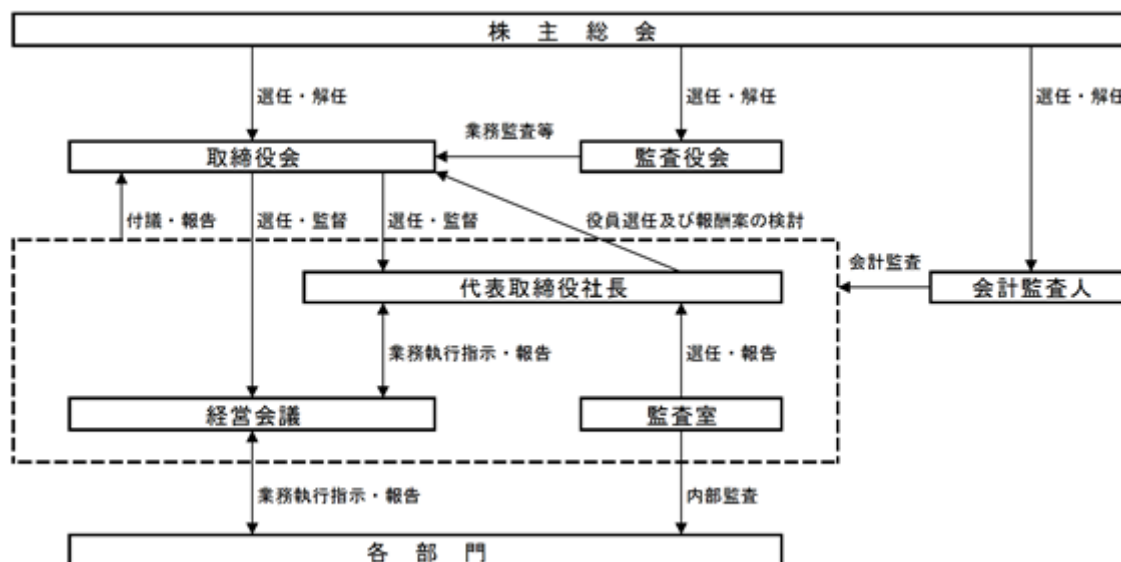 株主総会
選任・解任
選任・解任
選任・解任
業務監査等
取締役会
監査役会
付議・報告
選任・監督
選任・監督
役員選任及び報酬案の検討
会計監査
代表取締役社長
会計監査人
業務執行指示・報告
選任・報告
経営会議
監査室
業務執行指示・報告
内部監査
各部門